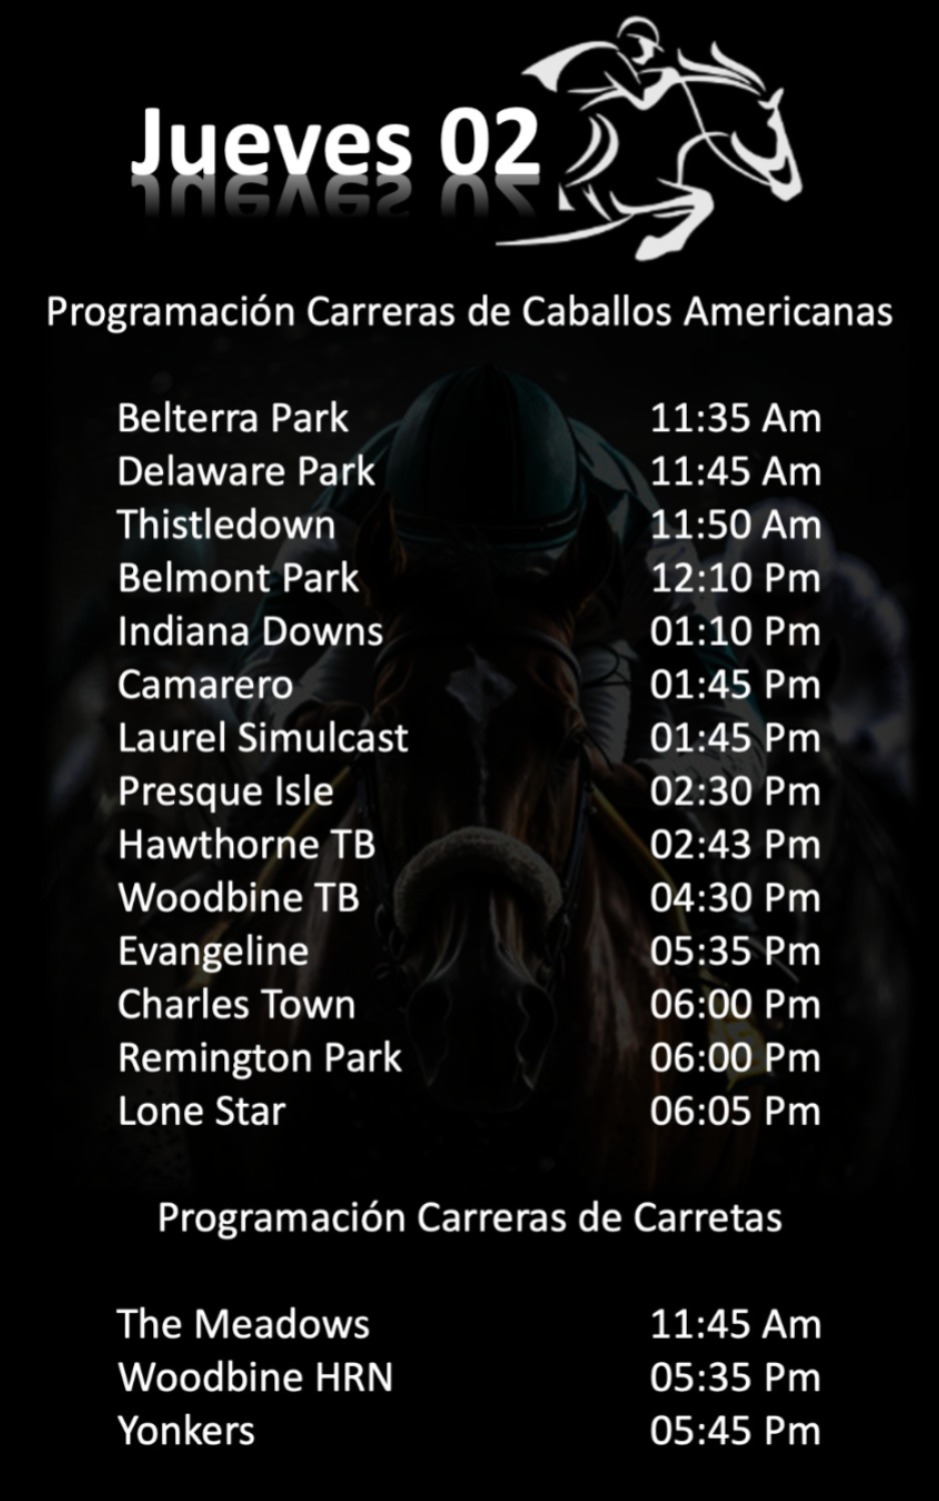 Jueves 02
Programación Carreras de Caballos Americanas
Belterra Park 11:35 Am
Delaware Park 11:45 Am
Thistledown 11:50 Am
Belmont Park 12:10 Pm
Indiana Downs 01:10 Pm
Camarero 01:45 Pm
Laurel Simulcast 01:45 Pm
Presque Isle 02:30 Pm
Hawthorne TB 02:43 Pm
Woodbine TB 04:30 Pm
Evangeline 05:35 Pm
Charles Town 06:00 Pm
Remington Park 06:00 Pm
Lone Star 06:05 Pm
Programación Carreras de Carretas
The Meadows 11:45 Am
Woodbine HRN 05:35 Pm
Yonkers 05:45 Pm